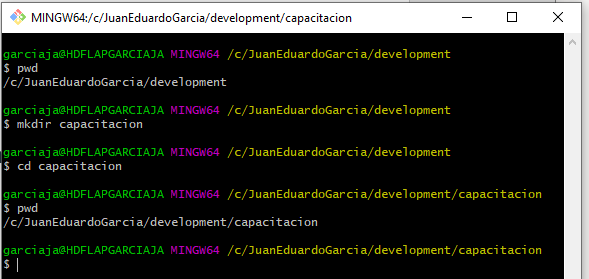 MINGW64:/c/JuanEduardoGarcia/development/capacitacion
garciaja@HDFLAPGARCIAJA MINGW64 /c/JuanEduardoGarcia/development
$ pwd
/c/JuanEduardoGarcia/development
garciaja@HDFLAPGARCIAJA MINGW64 /c/JuanEduardoGarcia/development
$ mkdir capacitacion
garciaja@HDFLAPGARCIAJA MINGW64 /c/JuanEduardoGarcia/development
$ cd capacitacion
garciaja@HDFLAPGARCIAJA MINGW64 /c/JuanEduardoGarcia/development/capacitacion
$ pwd
/c/JuanEduardoGarcia/development/capacitacion
garciaja@HDFLAPGARCIAJA MINGW64 /c/JuanEduardoGarcia/development/capacitacion
$